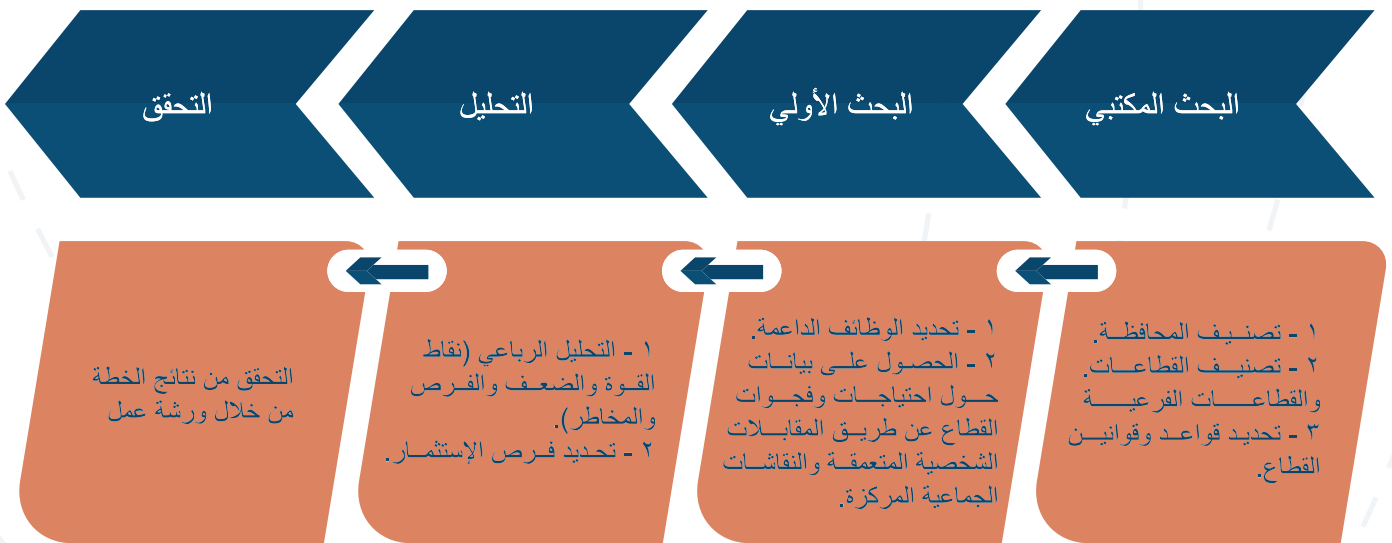 البحث المكتبي
البحث الأولي
التحليل
التحقق
١ - تصنيف المحافظة.
٢ - تصنيف القطاعات.
والقطاعات الفرعية
٣ - تحديد قواعد وقوانين
القطاع.
١ - تحديد الوظائف الداعمة.
٢ - الحصول على بيانات
حول احتياجات وفجوات
القطاع عن طريق المقابلات
الشخصية المتعمقة والنقاشات
الجماعية المركزة.
١ - التحليل الرباعي (نقاط
القوة والضعف والفرص
والمخاطر).
٢ - تحديد فرص الإستثمار.
التحقق من نتائج الخطة
من خلال ورشة عمل